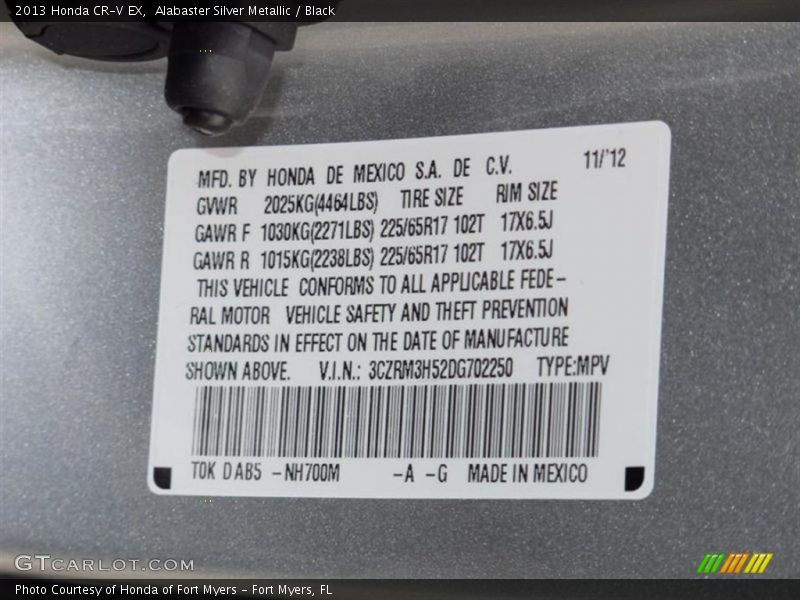 2013 Honda CR-V EX,  Alabaster Silver Metallic / Black
MFD. BY HONDA DE MEXICO S.A. DE C.V. 11/'12
GVWR 2025KG(4464LBS) TIRE SIZE RIM SIZE
GAWR F 1030KG(2271LBS) 225/65R17 102T 17X6.5J
GAWR R 1015KG(2238LBS) 225/65R17 102T 17X6.5J
THIS VEHICLE CONFORMS TO ALL APPLICABLE FEDE-
RAL MOTOR VEHICLE SAFETY AND THEFT PREVENTION
STANDARDS IN EFFECT ON THE DATE OF MANUFACTURE
SHOWN ABOVE. V.I.N.: 3CZRM3H52DG702250 TYPE:MPV
TOK D AB5 -NH700M -A -G MADE IN MEXICO
GTCARLOT.COM
Photo Courtesy of Honda of Fort Myers - Fort Myers, FL